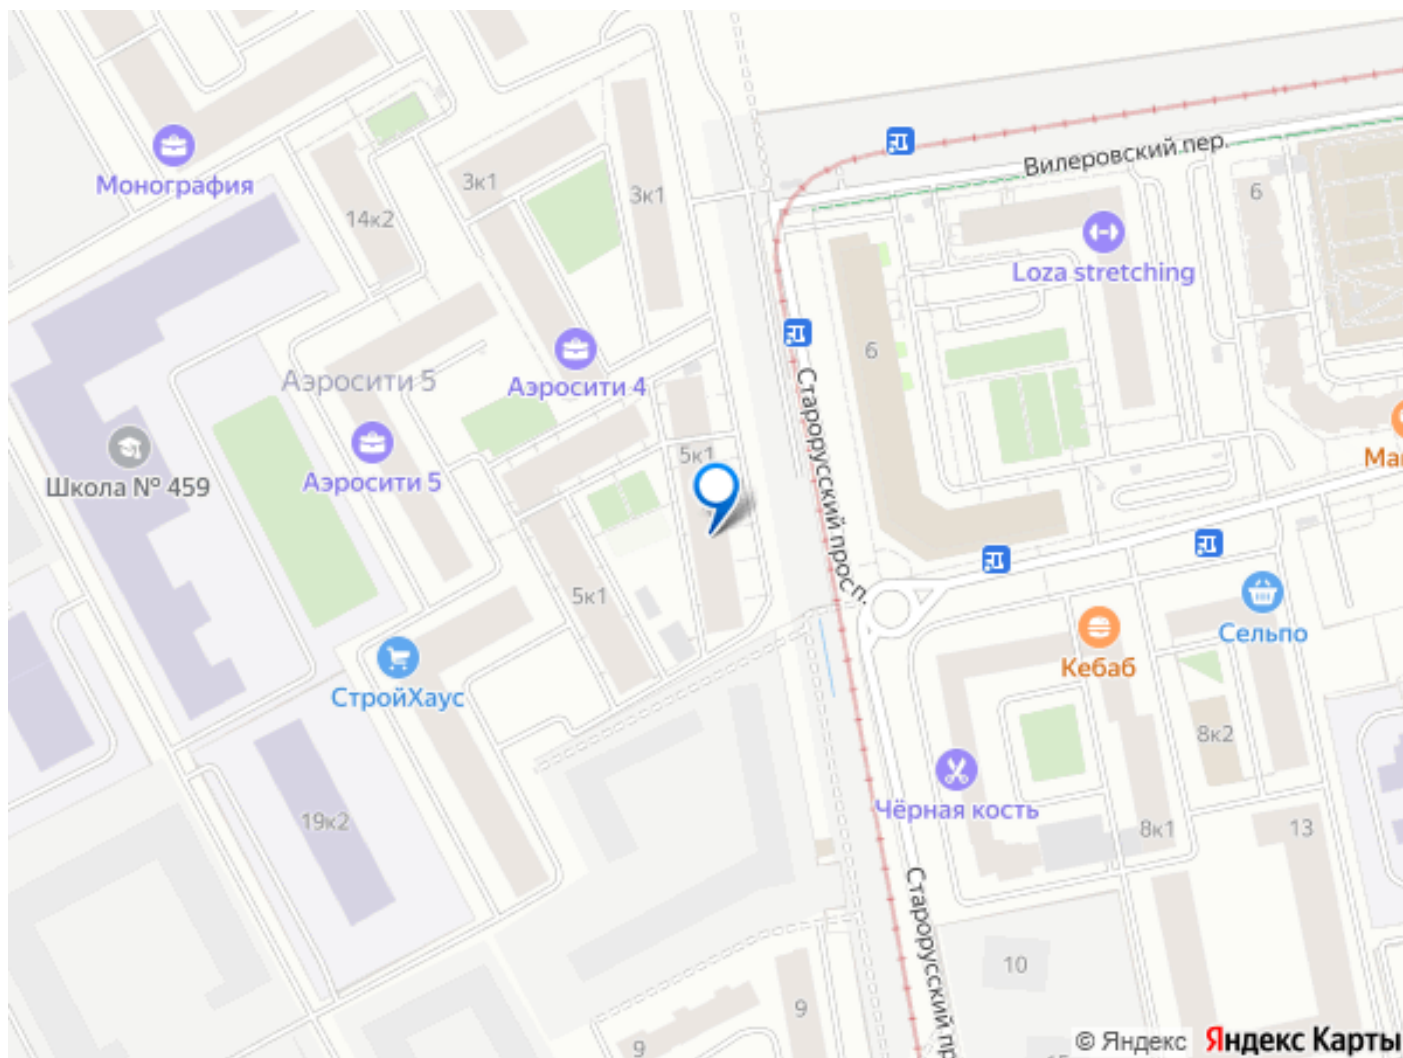 Вилеровский пер.
Монография
3к1
3к1
14к2
6
Loza stretching
6
Аэросити 5
Аэросити 4
Старорусский просп.
Школа № 459
Аэросити 5
5к1
5к1
СтройХаус
Кебаб
Сельпо
8к2
Чёрная кость
19к2
8к1
13
Старорусский пр
10
9
9
© Яндекс Яндекс Карты